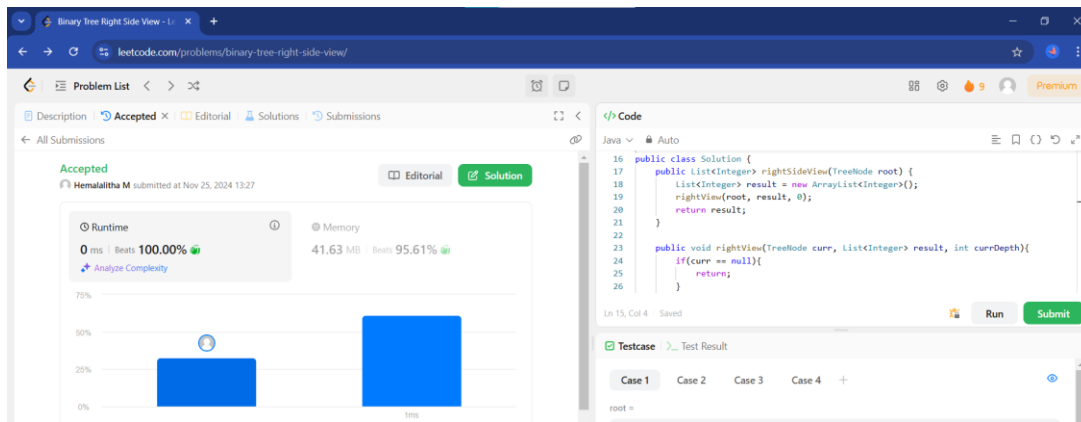 Binary Tree Right Side View - Le
leetcode.com/problems/binary-tree-right-side-view/
Problem List
9
Premium
Description
Accepted
Editorial
Solutions
Submissions
All Submissions
Accepted
Hemalalitha M submitted at Nov 25, 2024 13:27
Editorial
Solution
Runtime
0 ms Beats 100.00%
Analyze Complexity
Memory
41.63 MB Beats 95.61%
75%
50%
25%
0%
1ms
</> Code
Java
Auto
16 public class Solution {
17 public List<Integer> rightSideView(TreeNode root) {
18 List<Integer> result = new ArrayList<Integer>();
19 rightView(root, result, 0);
20 return result;
21 }
22
23 public void rightView(TreeNode curr, List<Integer> result, int currDepth){
24 if(curr == null){
25 return;
26 }
Ln 15, Col 4 Saved
Run
Submit
Testcase
>_ Test Result
Case 1
Case 2
Case 3
Case 4
+
root =